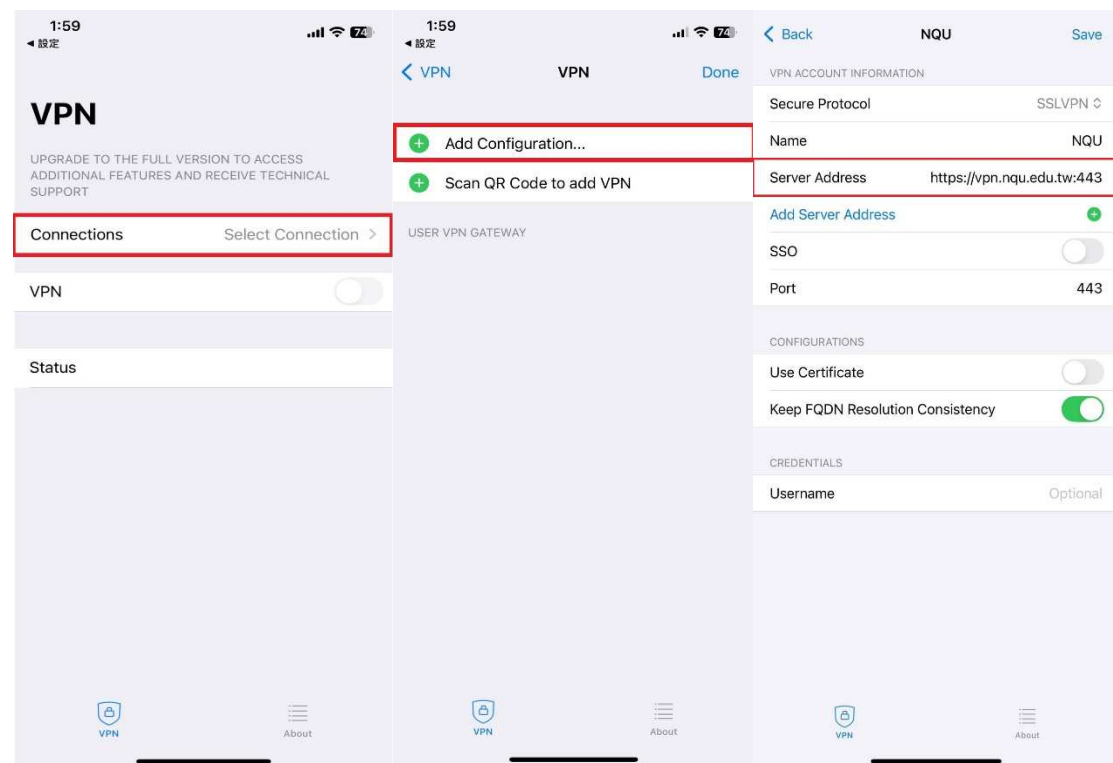 1:59
74
◀ 設定
VPN
UPGRADE TO THE FULL VERSION TO ACCESS
ADDITIONAL FEATURES AND RECEIVE TECHNICAL
SUPPORT
Connections Select Connection >
VPN
Status
VPN
About
1:59
74
◀ 設定
VPN VPN Done
Add Configuration...
Scan QR Code to add VPN
USER VPN GATEWAY
VPN
About
Back NQU Save
VPN ACCOUNT INFORMATION
Secure Protocol SSLVPN
Name NQU
Server Address https://vpn.nqu.edu.tw:443
Add Server Address
SSO
Port 443
CONFIGURATIONS
Use Certificate
Keep FQDN Resolution Consistency
CREDENTIALS
Username Optional
VPN
About